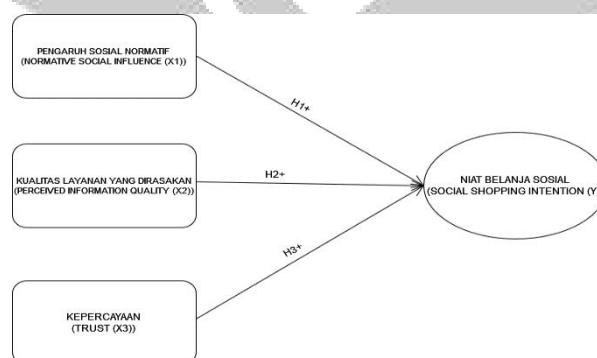 PENGARUH SOSIAL NORMATIF
(NORMATIVE SOCIAL INFLUENCE (X1))
H1+
KUALITAS LAYANAN YANG DIRASAKAN
(PERCEIVED INFORMATION QUALITY (X2))
H2+
NIAT BELANJA SOSIAL
(SOCIAL SHOPPING INTENTION (Y
H3+
KEPERCAYAAN
(TRUST (X3))